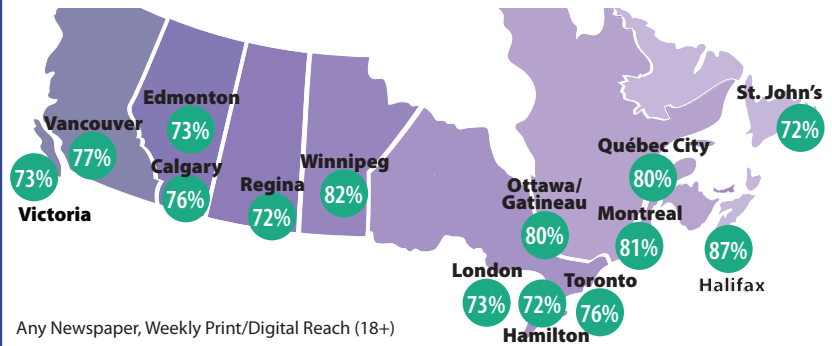 Edmonton
73%
Vancouver
77%
73%
Victoria
Calgary
76%
Regina
72%
Winnipeg
82%
Ottawa/
Gatineau
80%
London
73%
72%
Hamilton
Toronto
76%
Québec City
80%
Montreal
81%
87%
Halifax
St. John's
72%
Any Newspaper, Weekly Print/Digital Reach (18+)